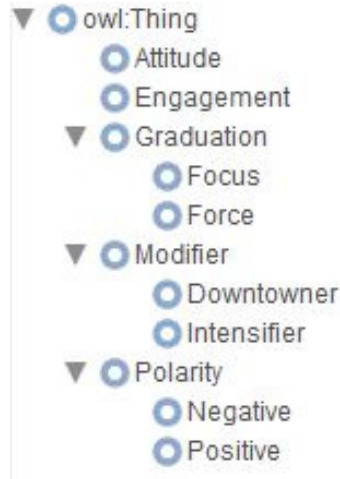 owl:Thing
Attitude
Engagement
Graduation
Focus
Force
Modifier
Downtowner
Intensifier
Polarity
Negative
Positive